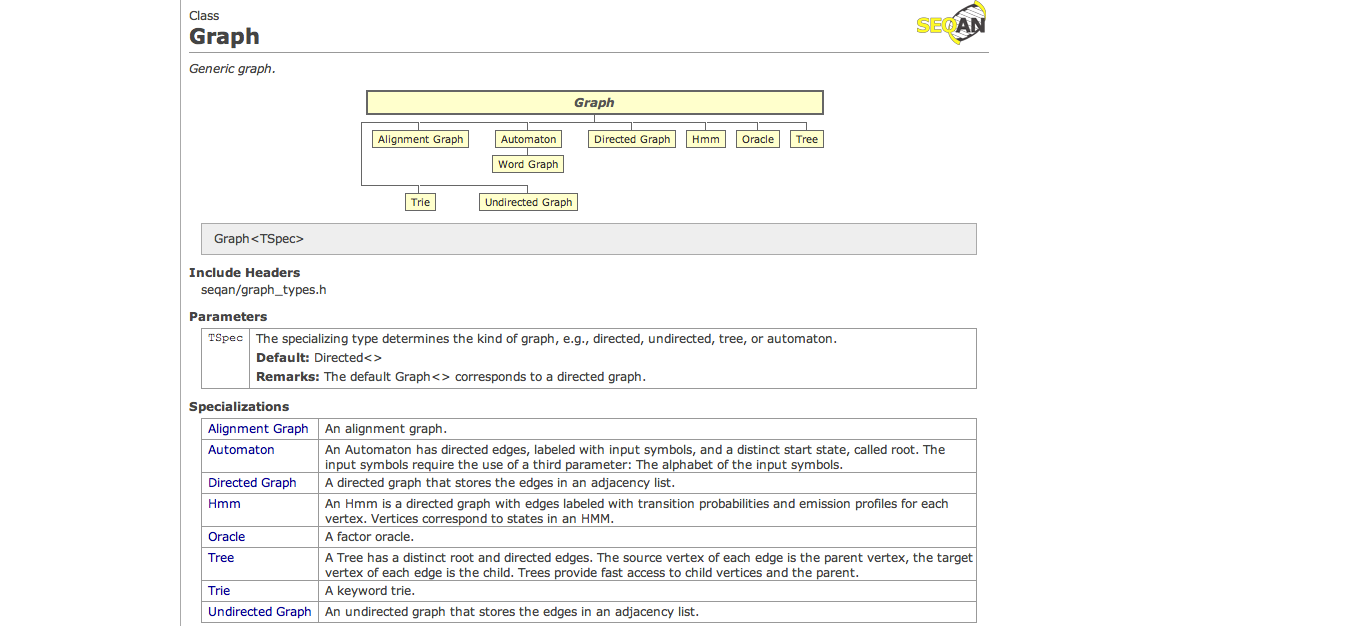 Class
Graph
SEQAN
Generic graph.
Graph
Alignment Graph Automaton Directed Graph Hmm Oracle Tree
Word Graph
Trie Undirected Graph
Graph<TSpec>
Include Headers
seqan/graph_types.h
Parameters
TSpec The specializing type determines the kind of graph, e.g., directed, undirected, tree, or automaton.
Default: Directed<>
Remarks: The default Graph<> corresponds to a directed graph.
Specializations
Alignment Graph An alignment graph.
Automaton An Automaton has directed edges, labeled with input symbols, and a distinct start state, called root. The
input symbols require the use of a third parameter: The alphabet of the input symbols.
Directed Graph A directed graph that stores the edges in an adjacency list.
Hmm An Hmm is a directed graph with edges labeled with transition probabilities and emission profiles for each
vertex. Vertices correspond to states in an HMM.
Oracle A factor oracle.
Tree A Tree has a distinct root and directed edges. The source vertex of each edge is the parent vertex, the target
vertex of each edge is the child. Trees provide fast access to child vertices and the parent.
Trie A keyword trie.
Undirected Graph An undirected graph that stores the edges in an adjacency list.